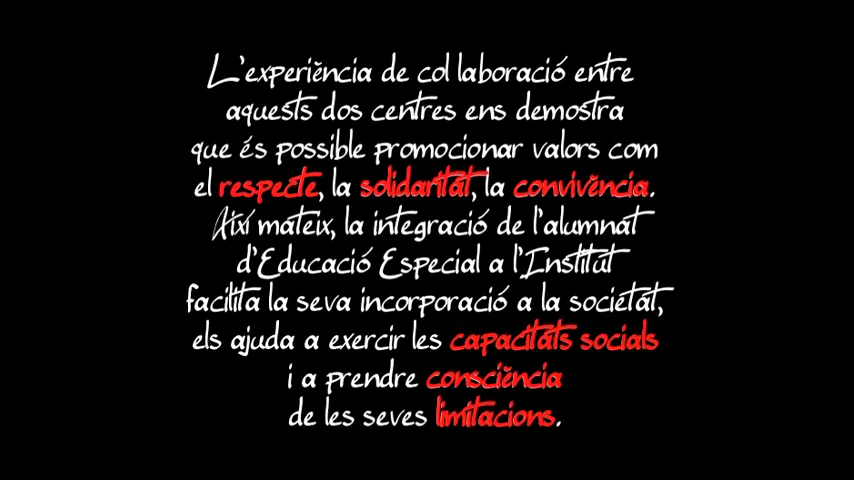 L'experiència de col·laboració entre
aquests dos centres ens demostra
que és possible promocionar valors com
el respecte, la solidaritat, la convivència.
Així mateix, la integració de l'alumnat
d'Educació Especial a l'Institut
facilita la seva incorporació a la societat,
els ajuda a exercir les capacitats socials
i a prendre consciència
de les seves limitacions.